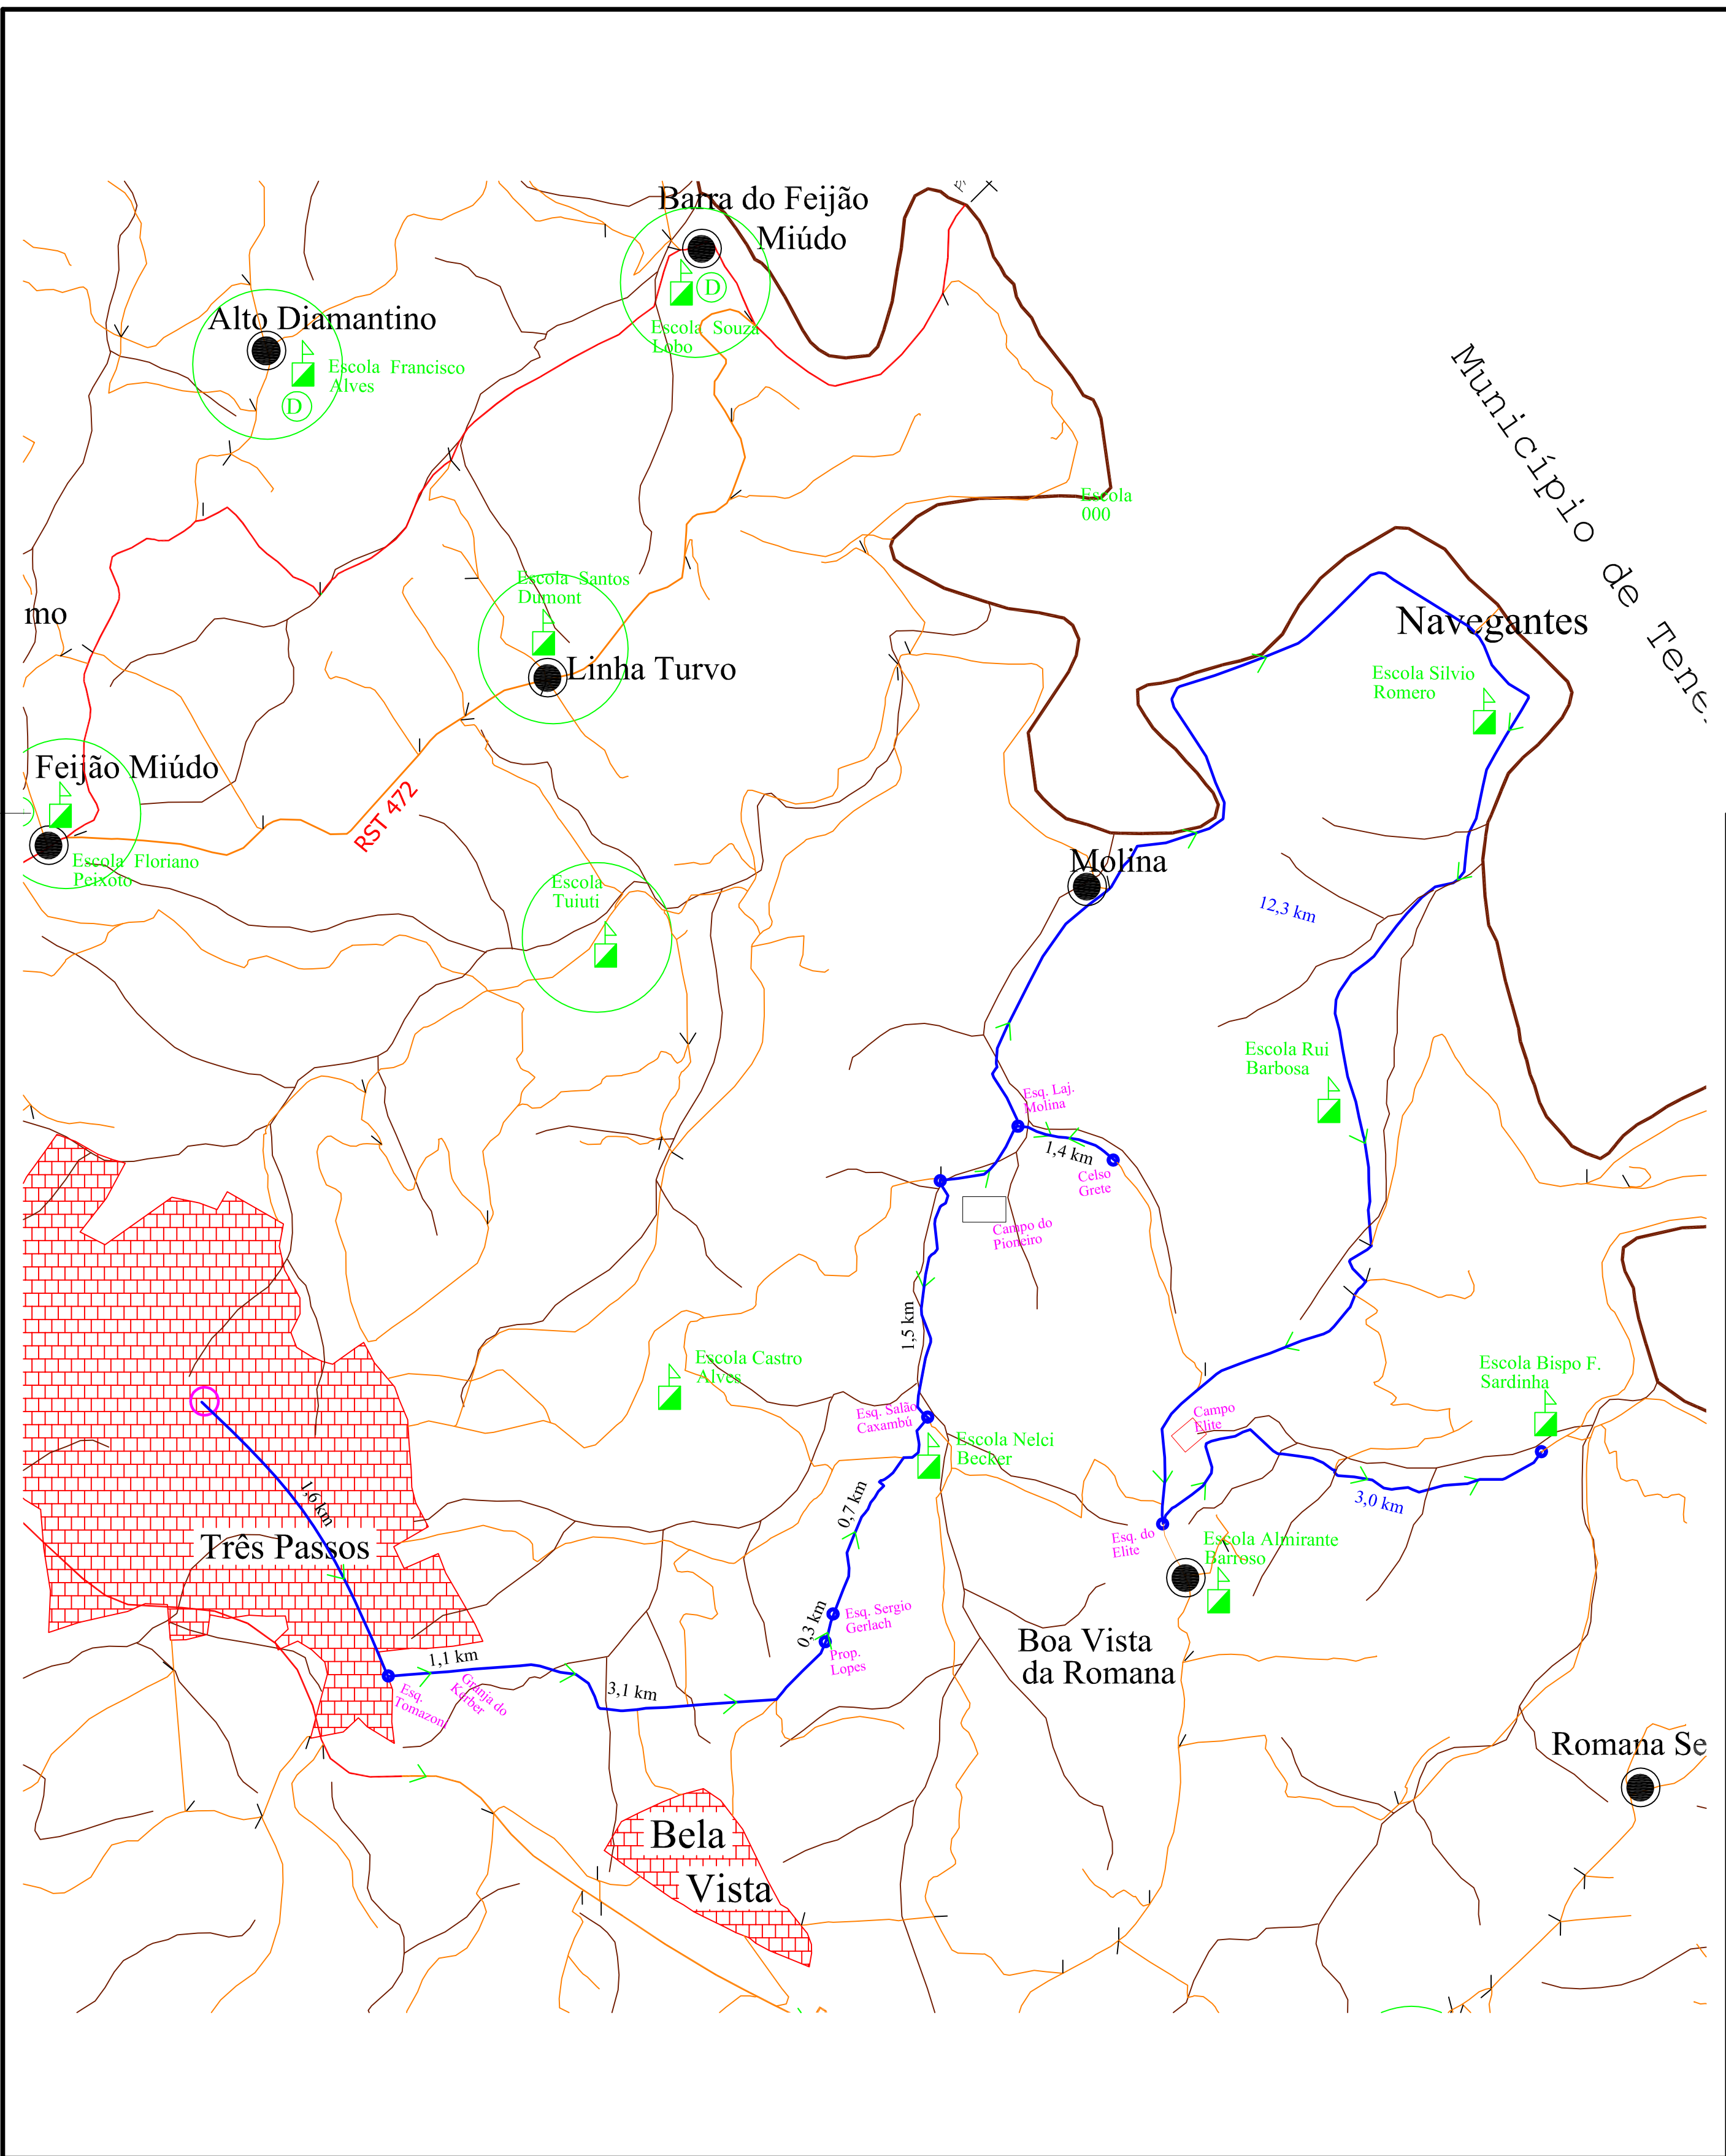 Barra do Feijão
Miúdo
D
Escola Souza
Lobo
Alto Diamantino
Escola Francisco
Alves
D
Município de Tene
Escola
000
mo
Escola Santos
Dumont
Linha Turvo
Navegantes
Escola Silvio
Romero
Feijão Miúdo
RST 472
Escola Floriano
Peixoto
Escola
Tuiuti
Molina
12,3 km
Escola Rui
Barbosa
Esq. Laj.
Molina
1,4 km
Celso
Grete
Campo do
Pioneiro
1,5 km
Escola Castro
Alves
Esq. Salão
Caxambú
Escola Nelci
Becker
Campo
Elite
Escola Bispo F.
Sardinha
3,0 km
1,6 km
Três Passos
0,7 km
Esq. do
Elite
Escola Almirante
Barroso
0,3 km
Esq. Sergio
Gerlach
Prop.
Lopes
Boa Vista
da Romana
1,1 km
Granja do
Kerber
Esq.
Tomazoni
3,1 km
Romana Se
Bela
Vista